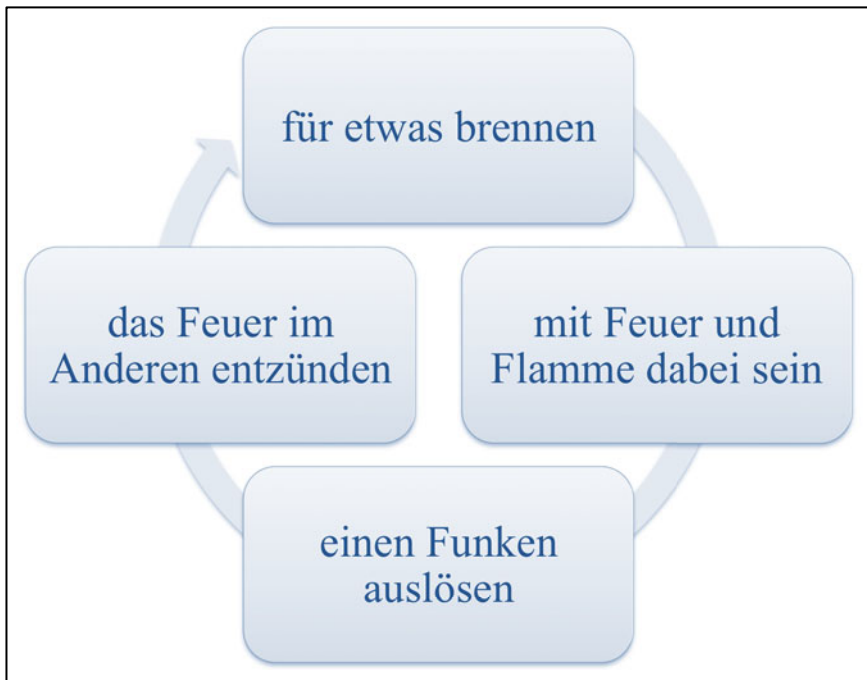 für etwas brennen
mit Feuer und
Flamme dabei sein
einen Funken
auslösen
das Feuer im
Anderen entzünden